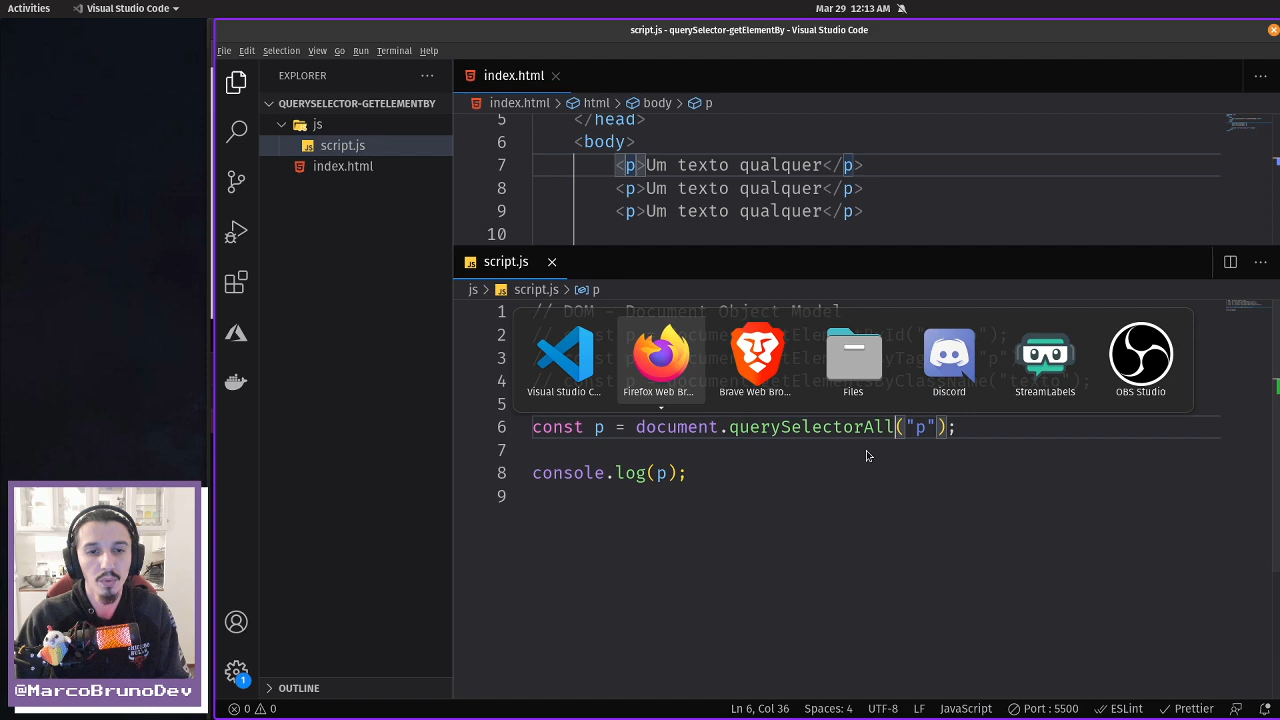 Activities
Visual Studio Code
Mar 29 12:13 AM
script.js - querySelector-getElementBy - Visual Studio Code
File Edit Selection View Go Run Terminal Help
EXPLORER
QUERYSELECTOR-GETELEMENTBY
js
script.js
index.html
index.html
index.html > html > body > p
5 </head>
6 <body>
7 <p>Um texto qualquer</p>
8 <p>Um texto qualquer</p>
9 <p>Um texto qualquer</p>
10
script.js
js > script.js > p
1 // DOM - Document Object Model
2
3
4
5
Visual Studio C...
Firefox Web Br...
Brave Web Bro...
Files
Discord
StreamLabels
OBS Studio
6 const p = document.querySelectorAll("p");
7
8 console.log(p);
9
@MarcoBrunoDev
1
OUTLINE
0 0
Ln 6, Col 36 Spaces: 4 UTF-8 LF JavaScript Port : 5500 ESLint Prettier